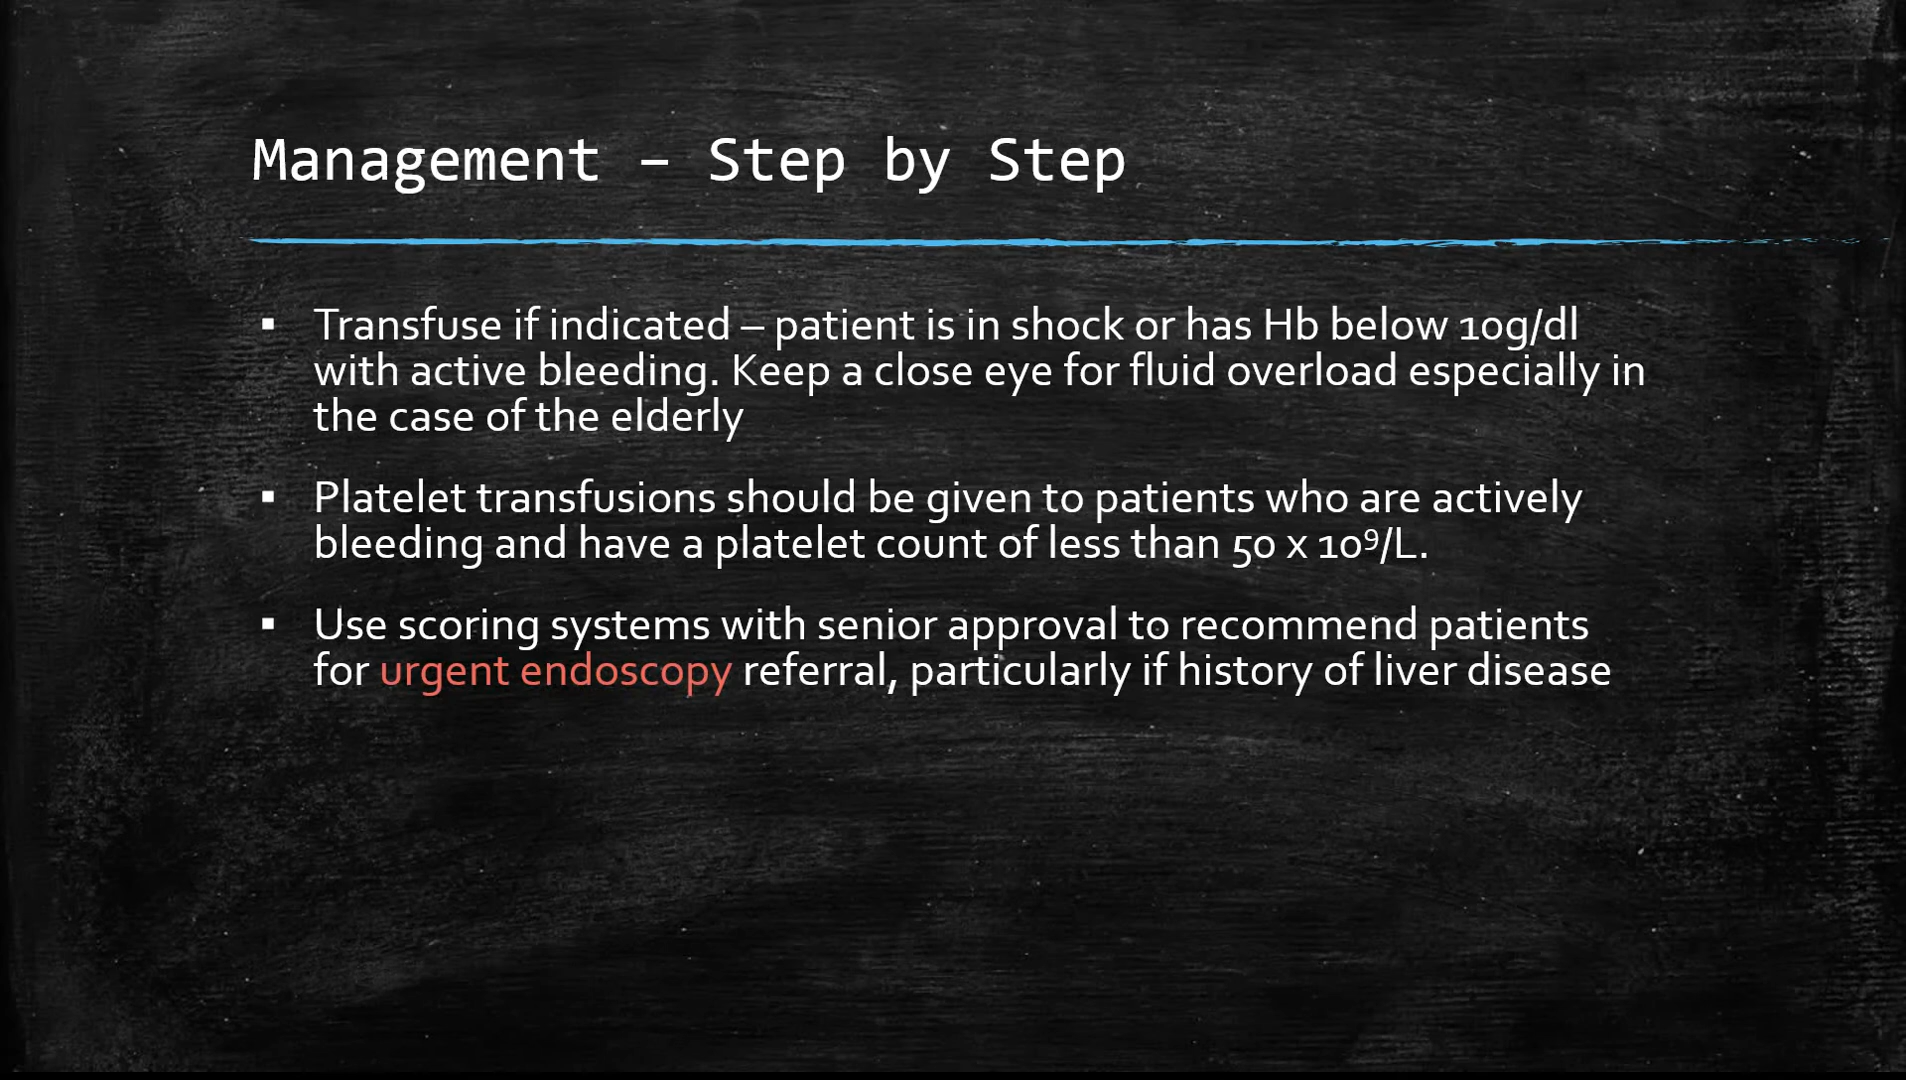 Management – Step by Step
▪ Transfuse if indicated – patient is in shock or has Hb below 10g/dl
with active bleeding. Keep a close eye for fluid overload especially in
the case of the elderly
▪ Platelet transfusions should be given to patients who are actively
bleeding and have a platelet count of less than 50 x 10⁹/L.
▪ Use scoring systems with senior approval to recommend patients
for urgent endoscopy referral, particularly if history of liver disease